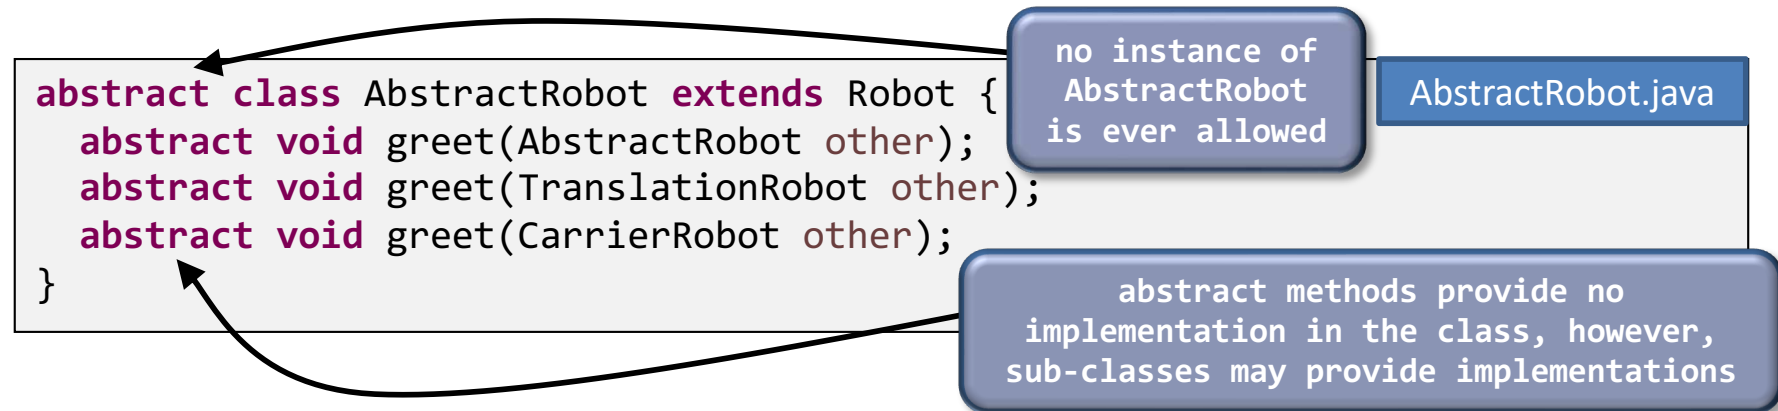 abstract class AbstractRobot extends Robot {
abstract void greet(AbstractRobot other);
abstract void greet(TranslationRobot other);
abstract void greet(CarrierRobot other);
}
no instance of
AbstractRobot
is ever allowed
AbstractRobot.java
abstract methods provide no
implementation in the class, however,
sub-classes may provide implementations